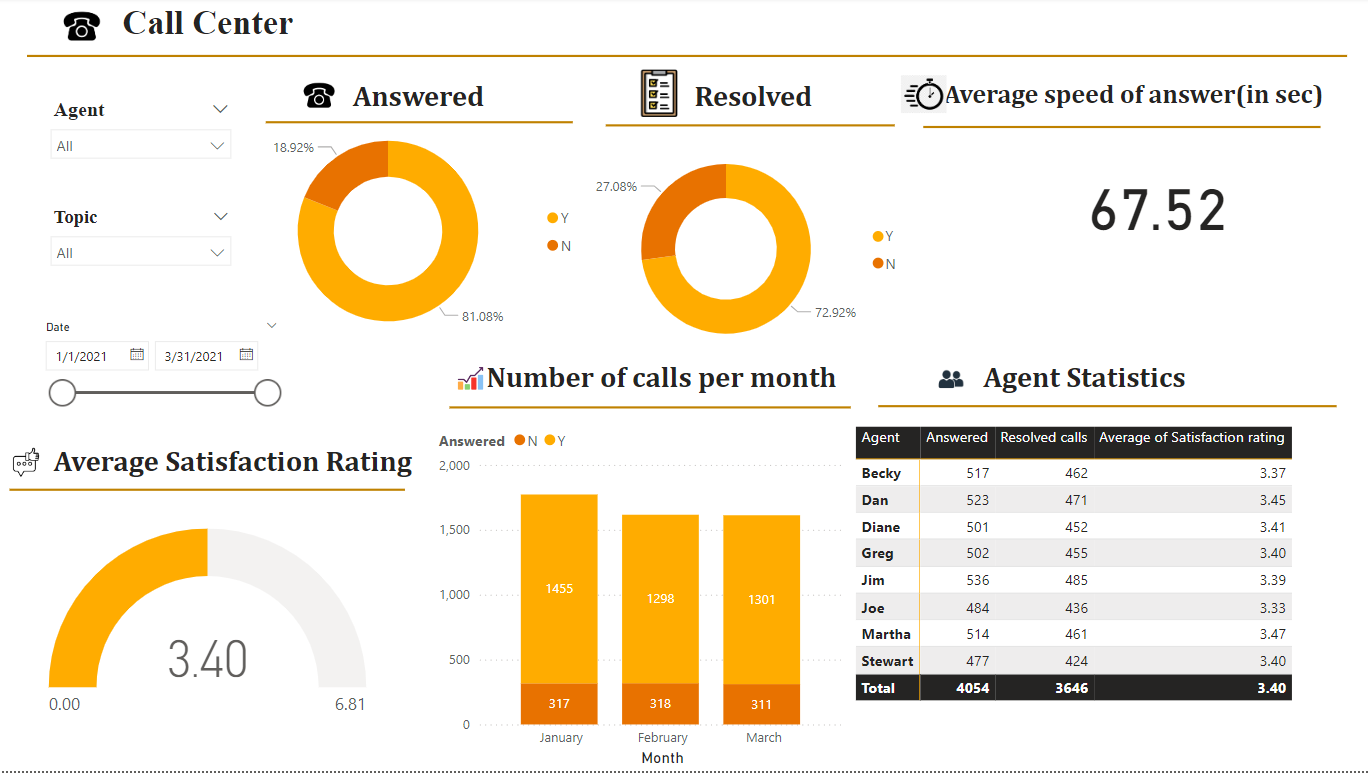 Call Center
Agent
All
Topic
All
Date
1/1/2021 3/31/2021
Answered
18.92%
81.08%
Y
N
Resolved
27.08%
72.92%
Y
N
Average speed of answer(in sec)
67.52
Average Satisfaction Rating
3.40
0.00 6.81
Number of calls per month
Answered N Y
2,000
1,500
1,000
500
0
1455 1298 1301
317 318 311
January February March
Month
Agent Statistics
Agent Answered Resolved calls Average of Satisfaction rating
Becky 517 462 3.37
Dan 523 471 3.45
Diane 501 452 3.41
Greg 502 455 3.40
Jim 536 485 3.39
Joe 484 436 3.33
Martha 514 461 3.47
Stewart 477 424 3.40
Total 4054 3646 3.40